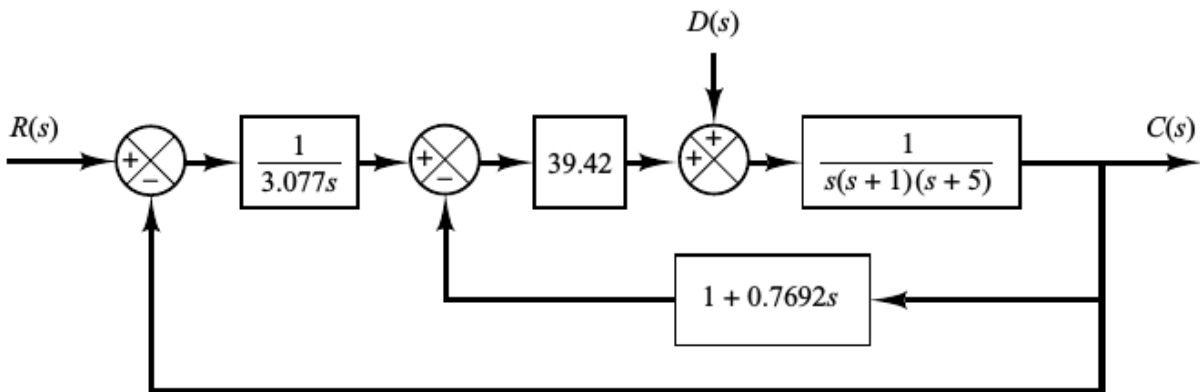 D(s)
R(s)
C(s)
+
−
1
3.077s
+
−
39.42
+
+
1
s(s + 1)(s + 5)
1 + 0.7692s